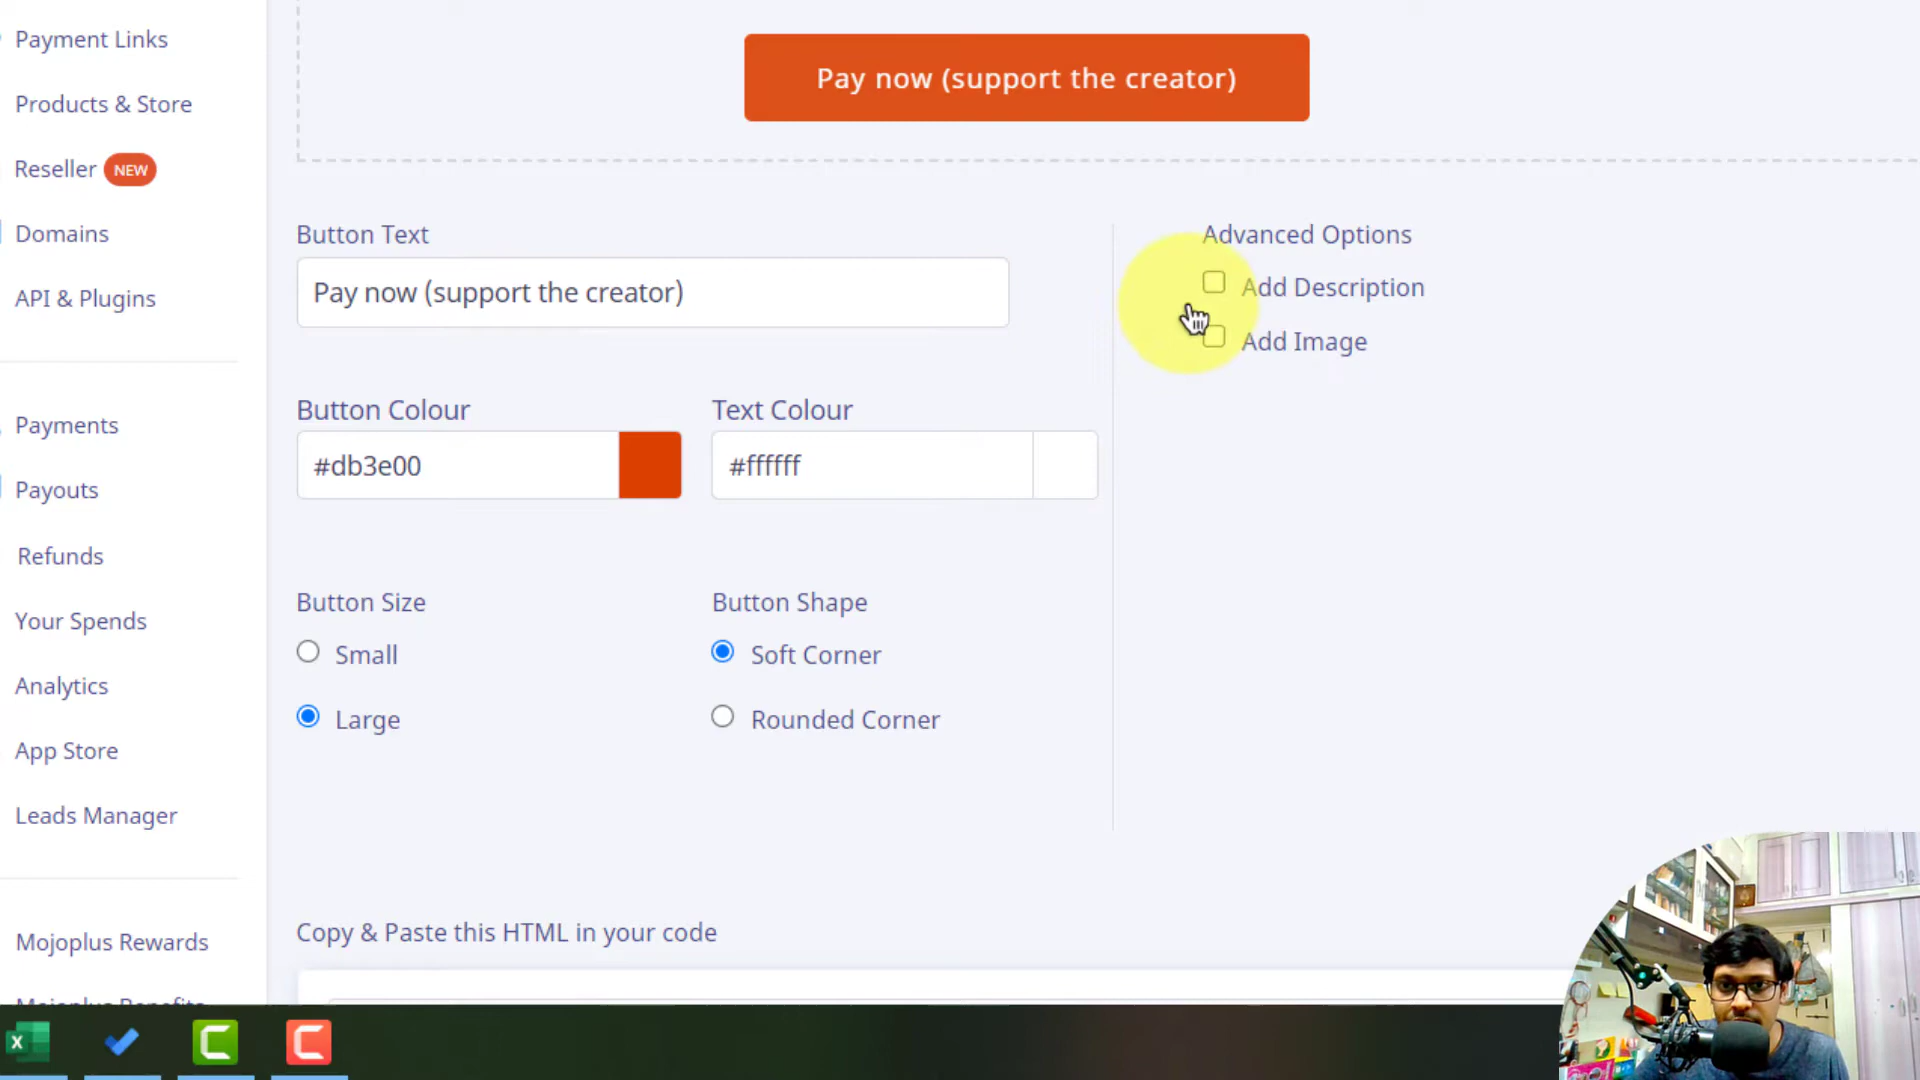 Payment Links
Products & Store
Reseller NEW
Domains
API & Plugins
Payments
Payouts
Refunds
Your Spends
Analytics
App Store
Leads Manager
Mojoplus Rewards
Mojoplus Benefits
Pay now (support the creator)
Button Text
Pay now (support the creator)
Button Colour
#db3e00
Text Colour
#ffffff
Button Size
Small
Large
Button Shape
Soft Corner
Rounded Corner
Advanced Options
Add Description
Add Image
Copy & Paste this HTML in your code